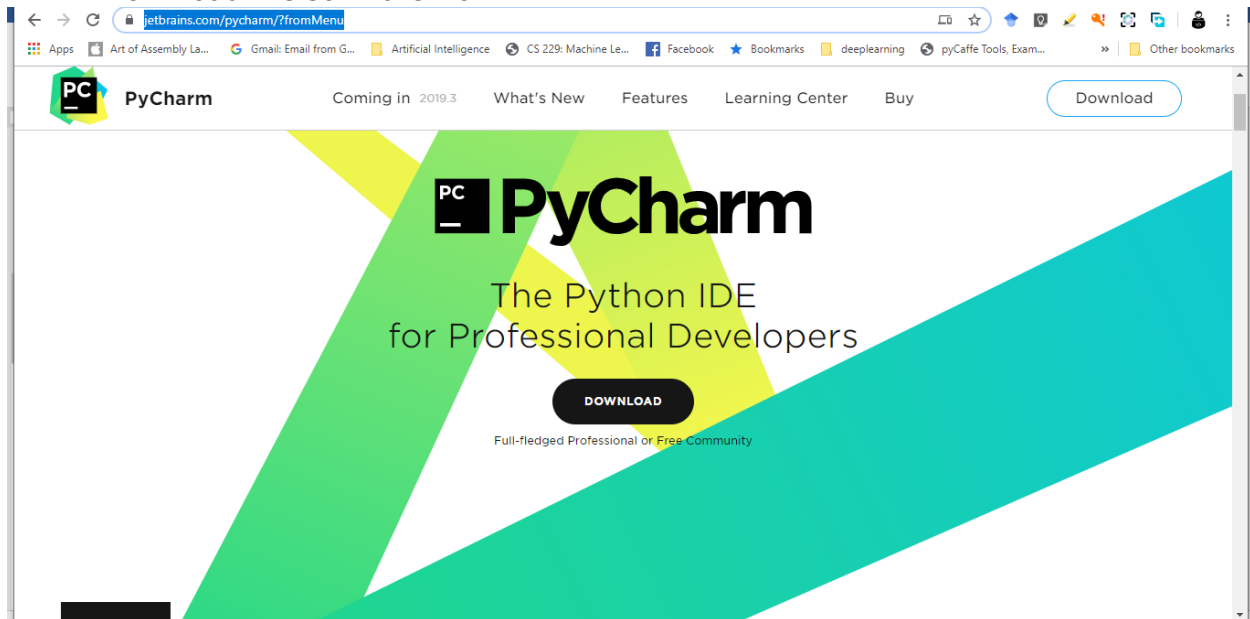 jetbrains.com/pycharm/?fromMenu
Apps Art of Assembly La... Gmail: Email from G... Artificial Intelligence CS 229: Machine Le... Facebook Bookmarks deeplearning pyCaffe Tools, Exam... » Other bookmarks
PC PyCharm Coming in 2019.3 What's New Features Learning Center Buy Download
PC PyCharm
The Python IDE
for Professional Developers
DOWNLOAD
Full-fledged Professional or Free Community